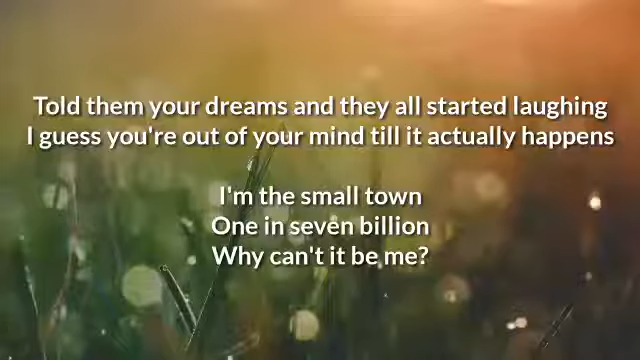 Told them your dreams and they all started laughing
I guess you're out of your mind till it actually happens
I'm the small town
One in seven billion
Why can't it be me?